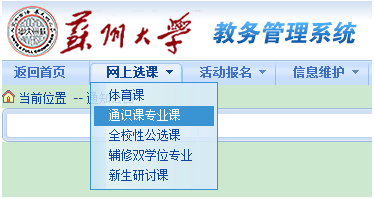 蘇州大學 教务管理系统
返回首页 网上选课 活动报名 信息维护
当前位置 -- 通知
体育课
通识课专业课
全校性公选课
辅修双学位专业
新生研讨课